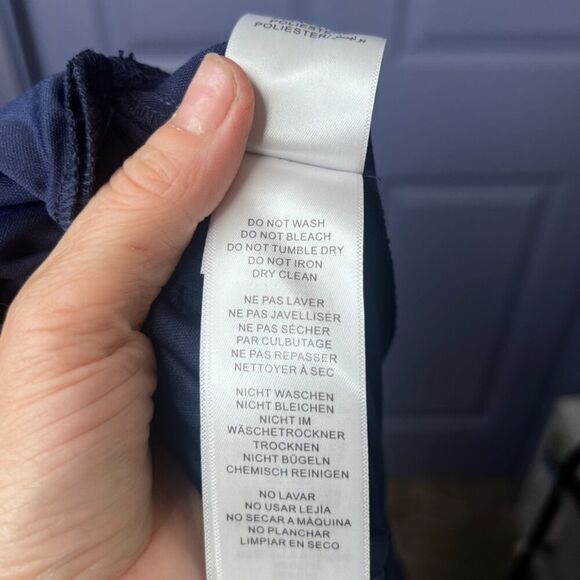 POLIESTER
POLIESTER/
DO NOT WASH
DO NOT BLEACH
DO NOT TUMBLE DRY
DO NOT IRON
DRY CLEAN
NE PAS LAVER
NE PAS JAVELLISER
NE PAS SÉCHER
PAR CULBUTAGE
NE PAS REPASSER
NETTOYER À SEC
NICHT WASCHEN
NICHT BLEICHEN
NICHT IM
WÄSCHETROCKNER
TROCKNEN
NICHT BÜGELN
CHEMISCH REINIGEN
NO LAVAR
NO USAR LEJÍA
NO SECAR A MÁQUINA
NO PLANCHAR
LIMPIAR EN SECO